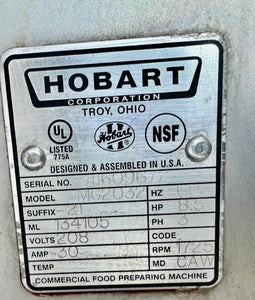 HOBART
CORPORATION
TROY, OHIO
UL
LISTED
775A
Hobart
NSF
DESIGNED & ASSEMBLED IN U.S.A.
SERIAL NO.
MODEL MG2032 HZ 60
SUFFIX -21 HP 8.5
ML 134105 PH 3
VOLTS 208 CODE
AMP 30 RPM 1725
TEMP MD CAW
COMMERCIAL FOOD PREPARING MACHINE